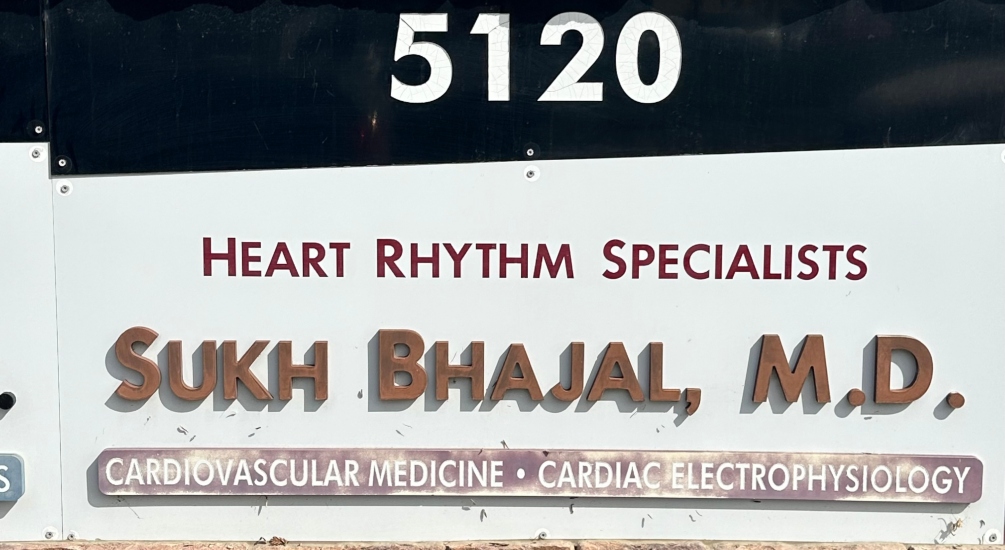 5120
HEART RHYTHM SPECIALISTS
SUKH BHAJAL, M.D.
CARDIOVASCULAR MEDICINE • CARDIAC ELECTROPHYSIOLOGY
S